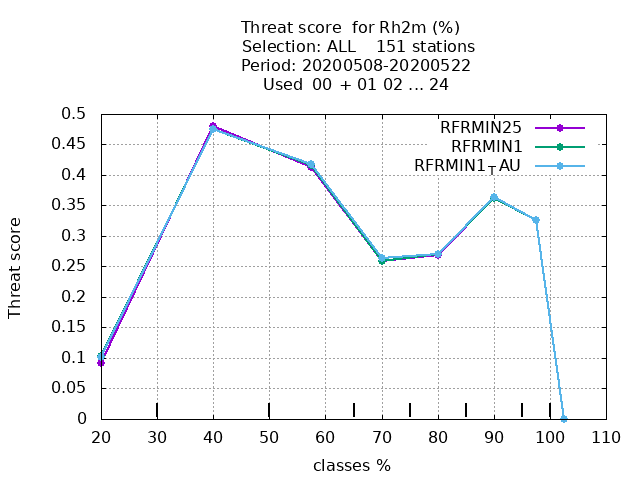 Threat score  for Rh2m (%)
Selection: ALL    151 stations
Period: 20200508-20200522
Used  00  + 01 02 ... 24
RFRMIN25
RFRMIN1
RFRMIN1TAU
Threat score
0.5
0.45
0.4
0.35
0.3
0.25
0.2
0.15
0.1
0.05
0
20 30 40 50 60 70 80 90 100 110
classes %